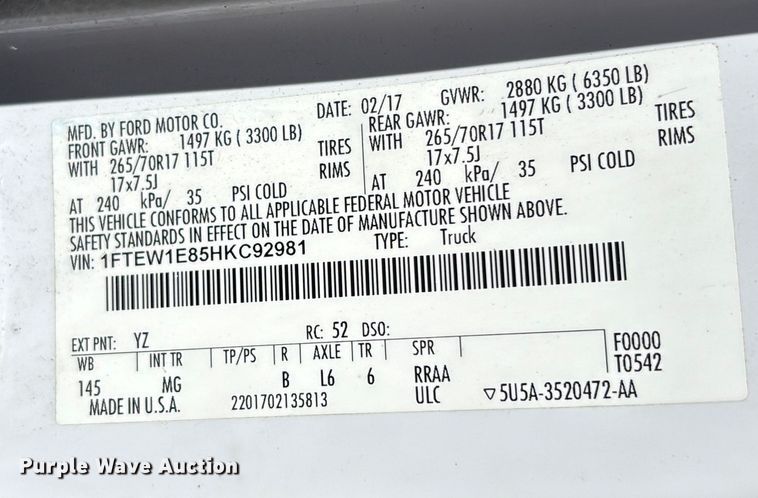 MFD. BY FORD MOTOR CO. DATE: 02/17 GVWR: 2880 KG ( 6350 LB)
FRONT GAWR: 1497 KG ( 3300 LB) REAR GAWR: 1497 KG ( 3300 LB)
WITH 265/70R17 115T TIRES WITH 265/70R17 115T TIRES
17x7.5J RIMS 17x7.5J RIMS
AT 240 kPa/ 35 PSI COLD AT 240 kPa/ 35 PSI COLD
THIS VEHICLE CONFORMS TO ALL APPLICABLE FEDERAL MOTOR VEHICLE
SAFETY STANDARDS IN EFFECT ON THE DATE OF MANUFACTURE SHOWN ABOVE.
VIN: 1FTEW1E85HKC92981 TYPE: Truck
EXT PNT: YZ RC: 52 DSO:
WB INT TR TP/PS R AXLE TR SPR F0000
145 MG B L6 6 RRAA T0542
ULC ▽5U5A-3520472-AA
MADE IN U.S.A. 2201702135813
Purple Wave Auction